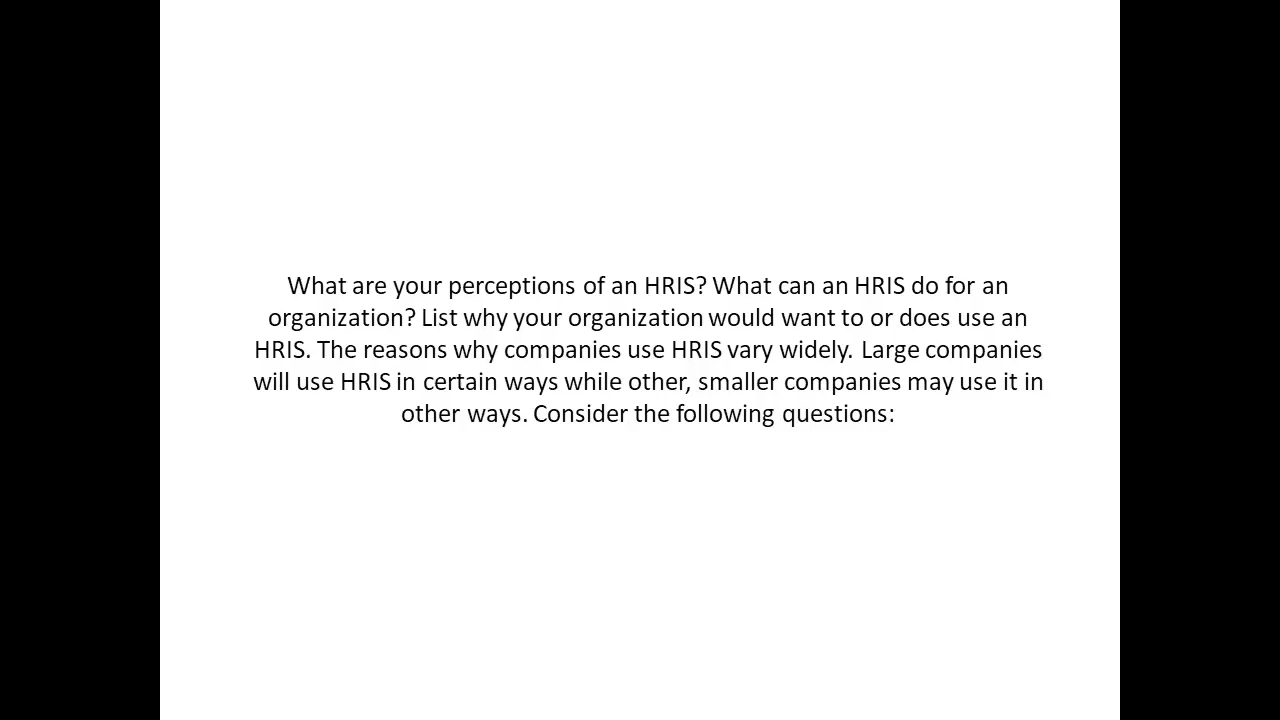 What are your perceptions of an HRIS? What can an HRIS do for an
organization? List why your organization would want to or does use an
HRIS. The reasons why companies use HRIS vary widely. Large companies
will use HRIS in certain ways while other, smaller companies may use it in
other ways. Consider the following questions: